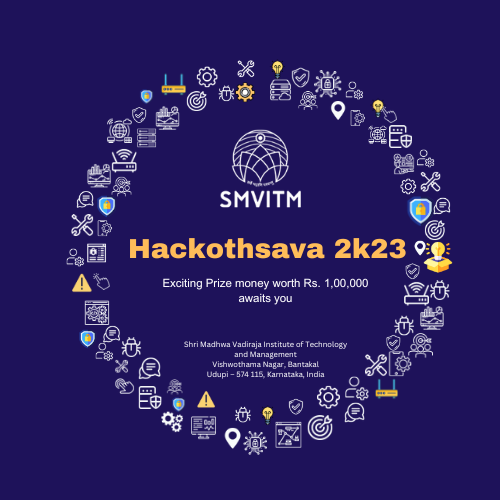 SMVITM
Hackothsava 2k23
Exciting Prize money worth Rs. 1,00,000
awaits you
Shri Madhwa Vadiraja Institute of Technology
and Management
Vishwothama Nagar, Bantakal
Udupi – 574 115, Karnataka, India